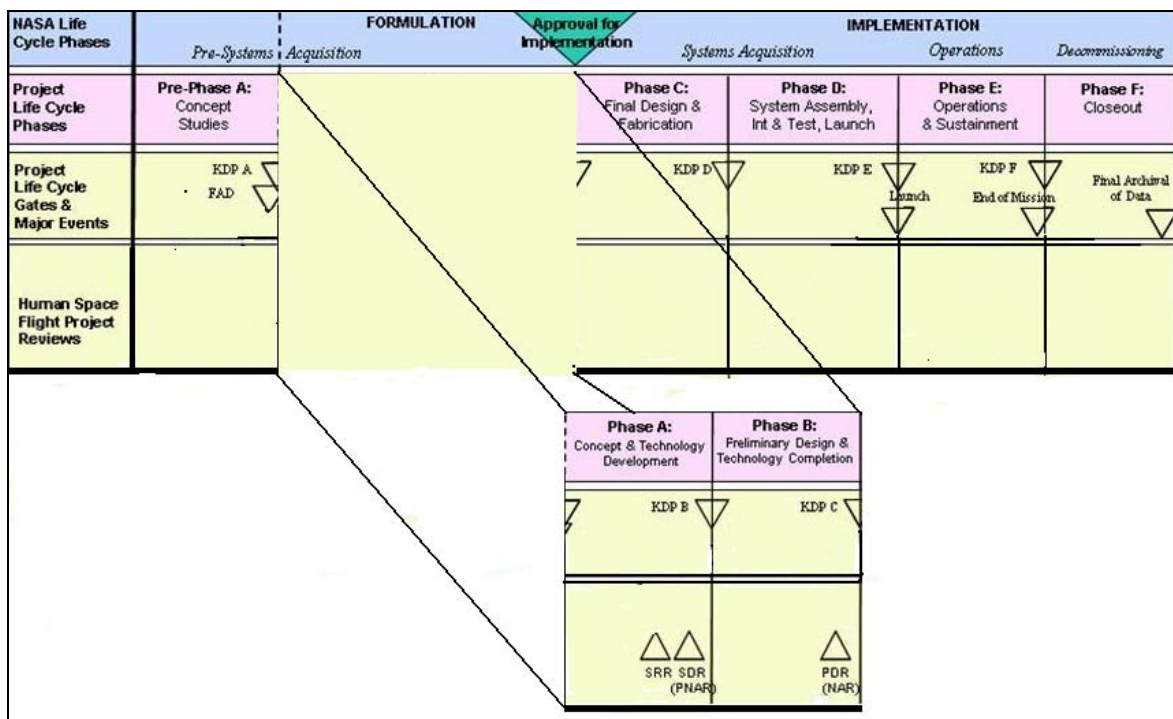 NASA Life
Cycle Phases
FORMULATION
Approval for
Implementation
IMPLEMENTATION
Pre-Systems Acquisition
Systems Acquisition
Operations
Decommissioning
Project
Life Cycle
Phases
Pre-Phase A:
Concept
Studies
Phase C:
Final Design &
Fabrication
Phase D:
System Assembly,
Int & Test, Launch
Phase E:
Operations
& Sustainment
Phase F:
Closeout
Project
Life Cycle
Gates &
Major Events
KDP A
FAD
KDP D
KDP E
Launch
KDP F
End of Mission
Final Archival
of Data
Human Space
Flight Project
Reviews
Phase A:
Concept & Technology
Development
Phase B:
Preliminary Design &
Technology Completion
KDP B
KDP C
SRR
SDR
(PNAR)
PDR
(NAR)